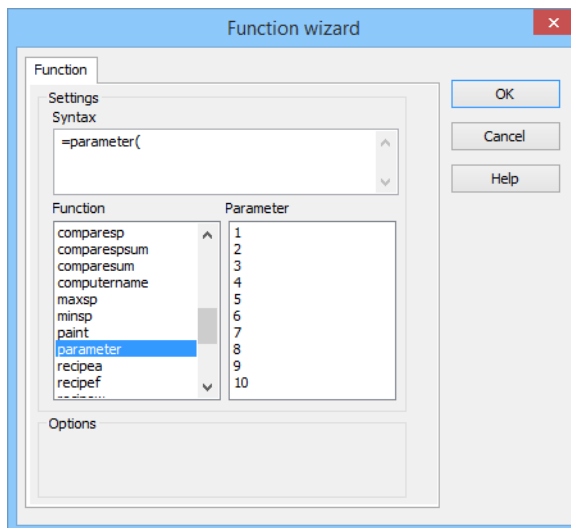 Function wizard
Function
Settings
Syntax
=parameter(
Function
Parameter
comparesp
comparespsum
comparesum
computername
maxsp
minsp
paint
parameter
recipea
recipef
1
2
3
4
5
6
7
8
9
10
Options
OK
Cancel
Help